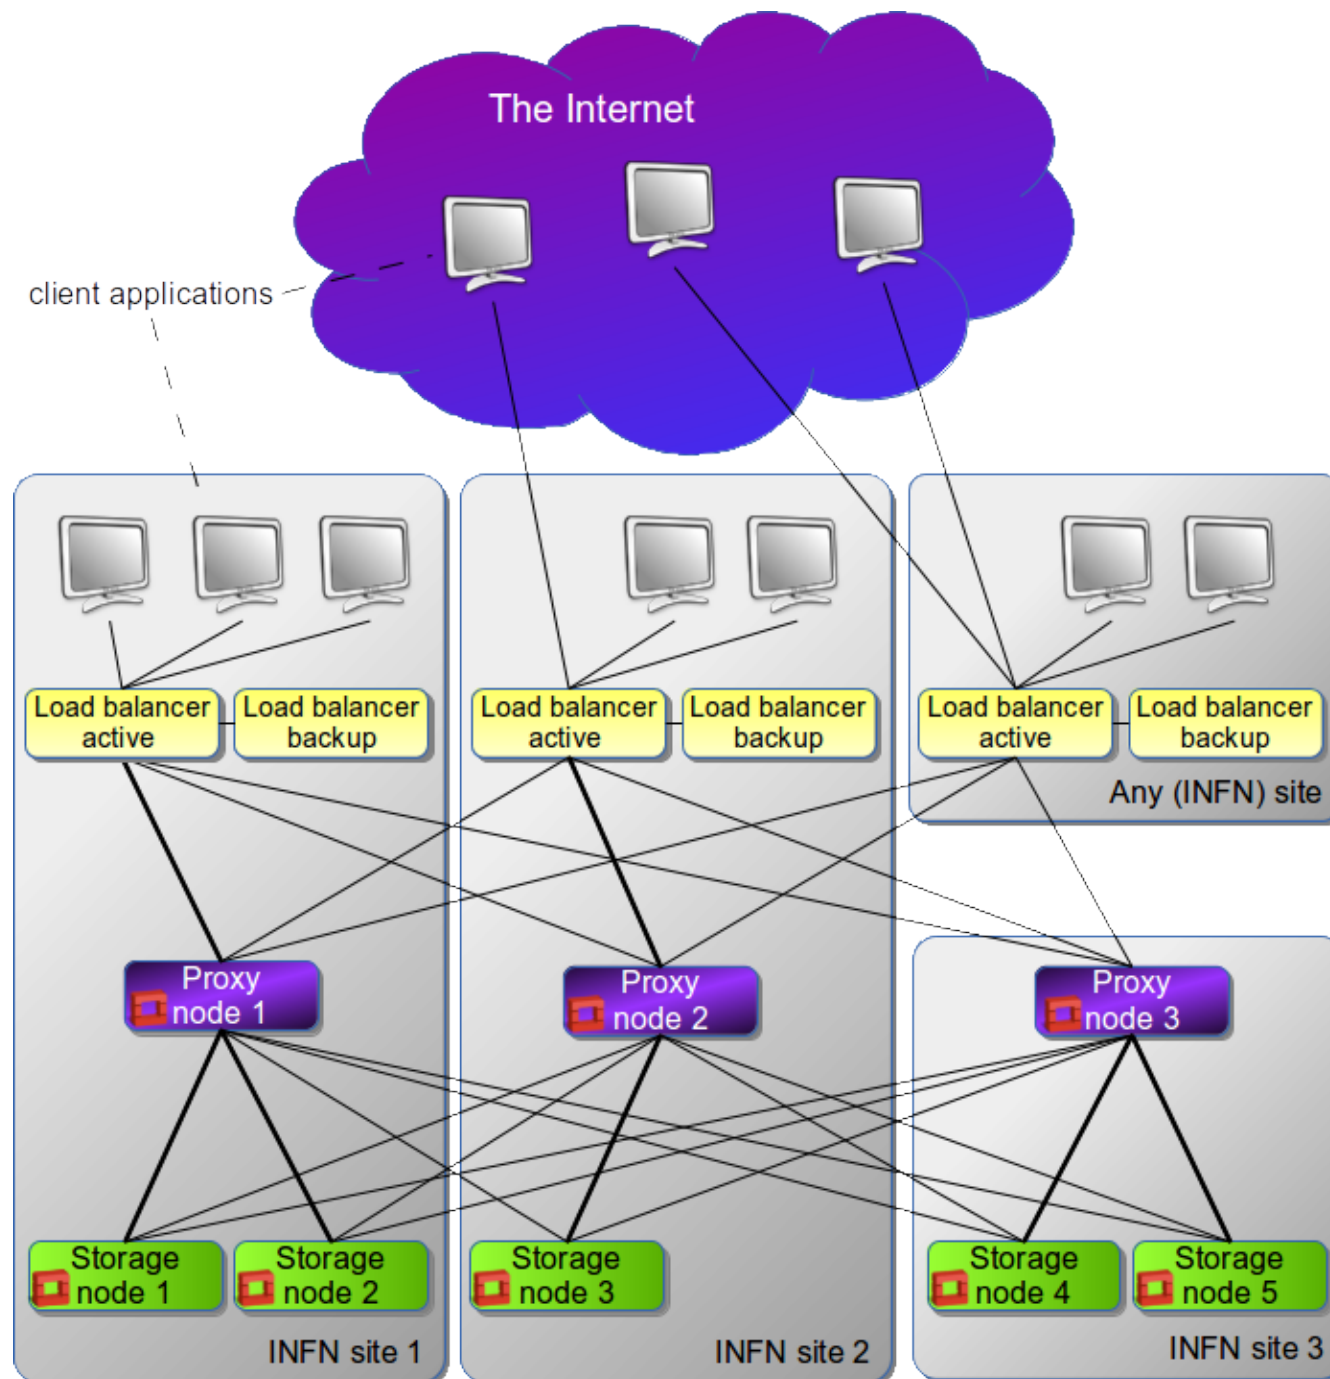 The Internet
client applications
Load balancer
active
Load balancer
backup
Load balancer
active
Load balancer
backup
Load balancer
active
Load balancer
backup
Any (INFN) site
Proxy
node 1
Proxy
node 2
Proxy
node 3
Storage
node 1
Storage
node 2
Storage
node 3
Storage
node 4
Storage
node 5
INFN site 1
INFN site 2
INFN site 3